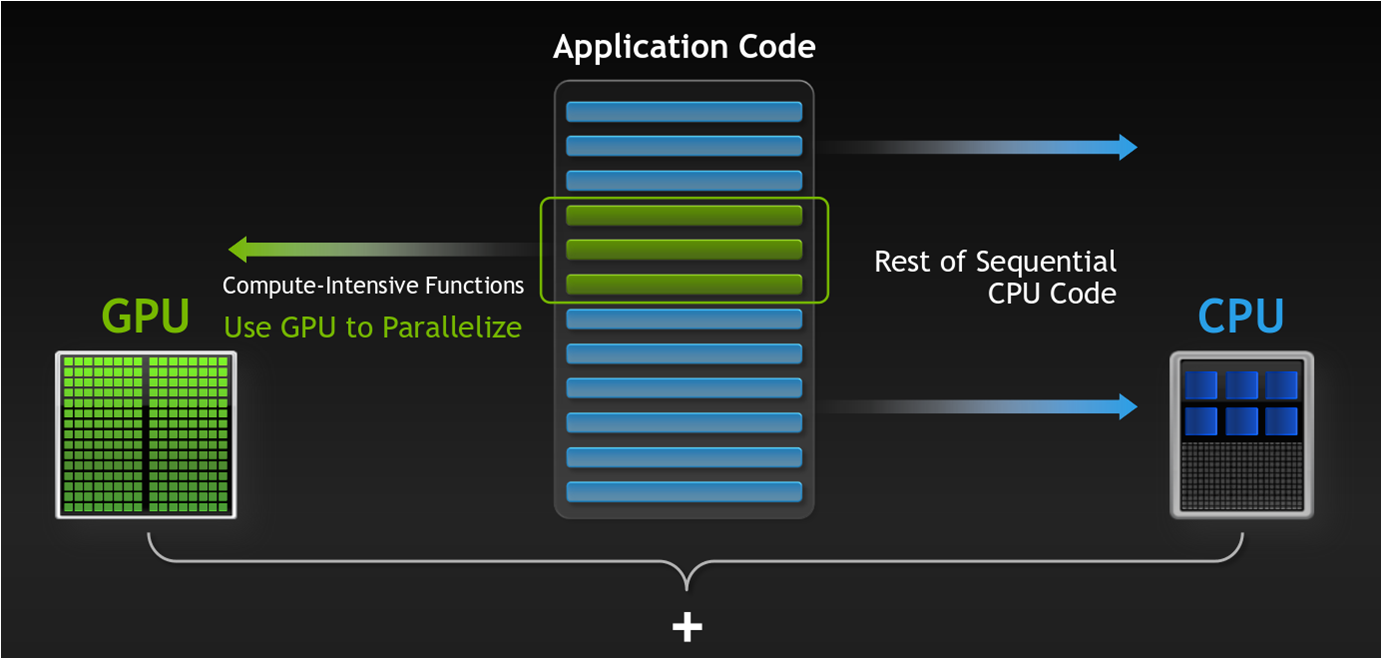 Application Code
Compute-Intensive Functions
Use GPU to Parallelize
GPU
Rest of Sequential
CPU Code
CPU
+